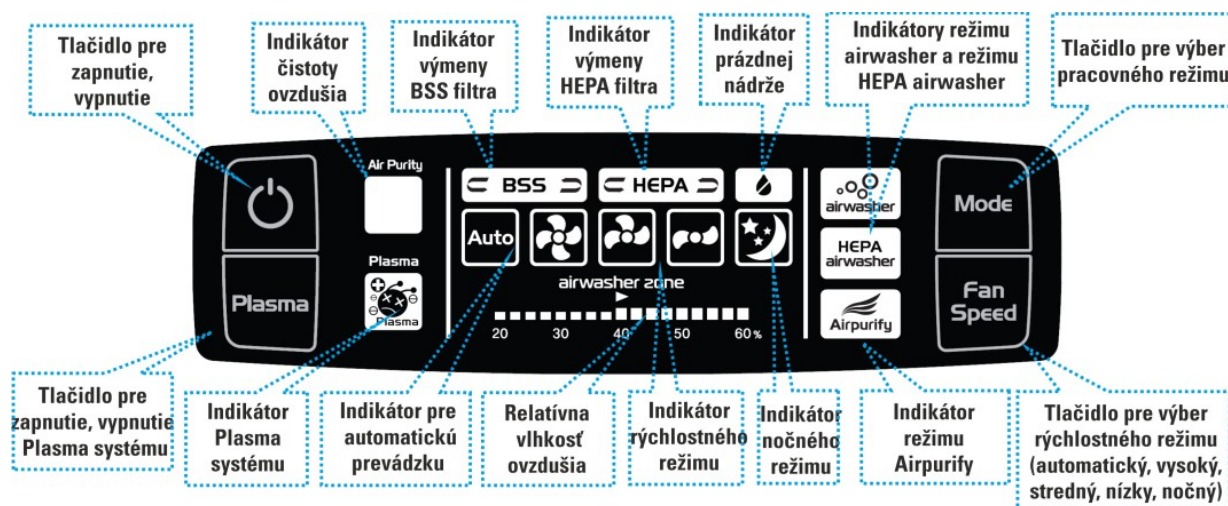 Tlačidlo pre
zapnutie,
vypnutie
Indikátor
čistoty
ovzdušia
Indikátor
výmeny
BSS filtra
Indikátor
výmeny
HEPA filtra
Indikátor
prázdnej
nádrže
Indikátory režimu
airwasher a režimu
HEPA airwasher
Tlačidlo pre výber
pracovného režimu
Air Purity
BSS
HEPA
airwasher
Mode
Auto
HEPA
airwasher
Plasma
Plasma
Plasma
airwasher zone
20 30 40 50 60%
Airpurify
Fan
Speed
Tlačidlo pre
zapnutie, vypnutie
Plasma systému
Indikátor
Plasma
systému
Indikátor pre
automatickú
prevádzku
Relatívna
vlhkosť
ovzdušia
Indikátor
rýchlostného
režimu
Indikátor
nočného
režimu
Indikátor
režimu
Airpurify
Tlačidlo pre výber
rýchlostného režimu
(automatický, vysoký,
stredný, nízky, nočný)